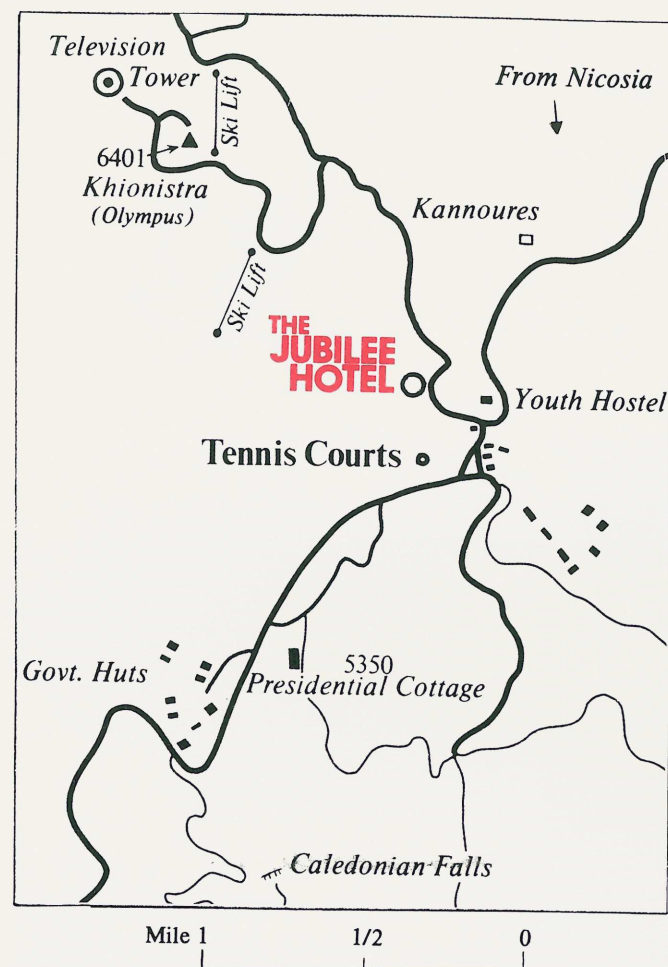 Television
Tower
Ski Lift
From Nicosia
6401
Khionistra
(Olympus)
Kannoures
Ski Lift
THE
JUBILEE
HOTEL
Youth Hostel
Tennis Courts
Govt. Huts
5350
Presidential Cottage
Caledonian Falls
Mile 1 1/2 0